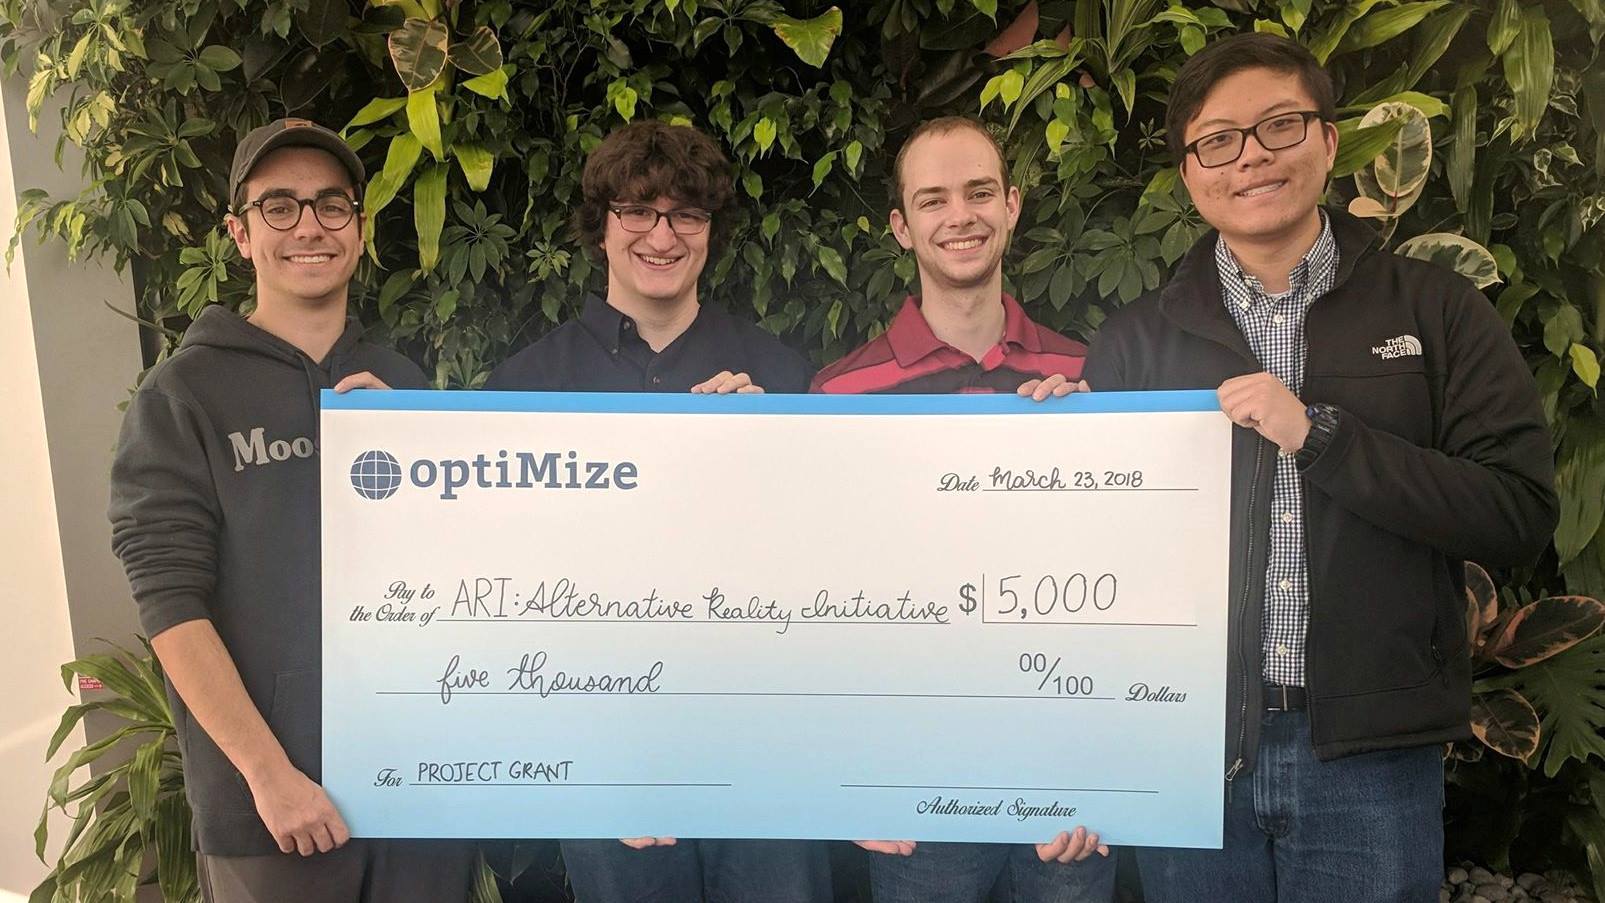 Moo
THE
NORTH
FACE
optiMize
Date March 23, 2018
Pay to
the Order of ARI: Alternative Reality Initiative $ 5,000
five thousand 00/100 Dollars
For PROJECT GRANT
Authorized Signature